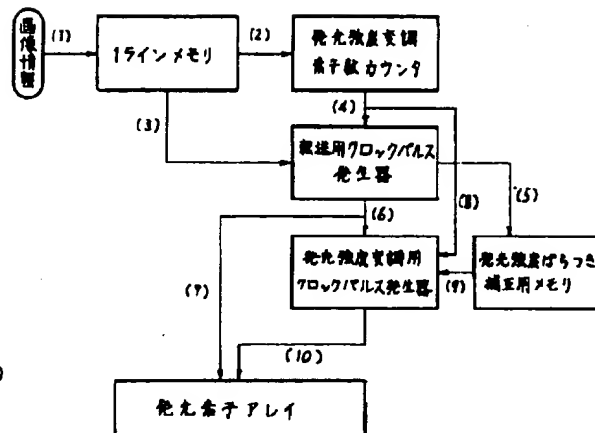 画像情報
(1)
1ラインメモリ
(2)
発光強度変調
素子数カウンタ
(3)
(4)
転送用クロックパルス
発生器
(5)
(6)
(8)
発光強度変調用
クロックパルス発生器
(7)
(9)
発光強度ばらつき
補正用メモリ
(10)
発光素子アレイ